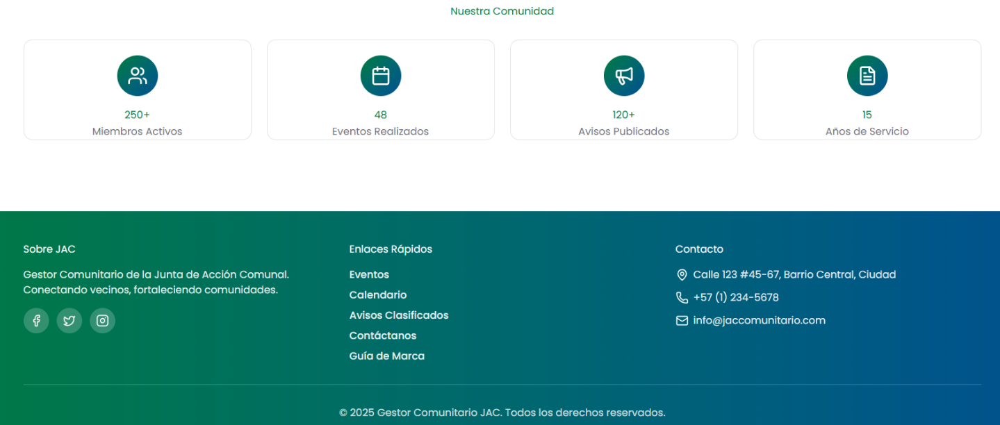 Nuestra Comunidad
250+
Miembros Activos
48
Eventos Realizados
120+
Avisos Publicados
15
Años de Servicio
Sobre JAC
Gestor Comunitario de la Junta de Acción Comunal.
Conectando vecinos, fortaleciendo comunidades.
Enlaces Rápidos
Eventos
Calendario
Avisos Clasificados
Contáctanos
Guía de Marca
Contacto
Calle 123 #45-67, Barrio Central, Ciudad
+57 (1) 234-5678
info@jaccomunitario.com
© 2025 Gestor Comunitario JAC. Todos los derechos reservados.